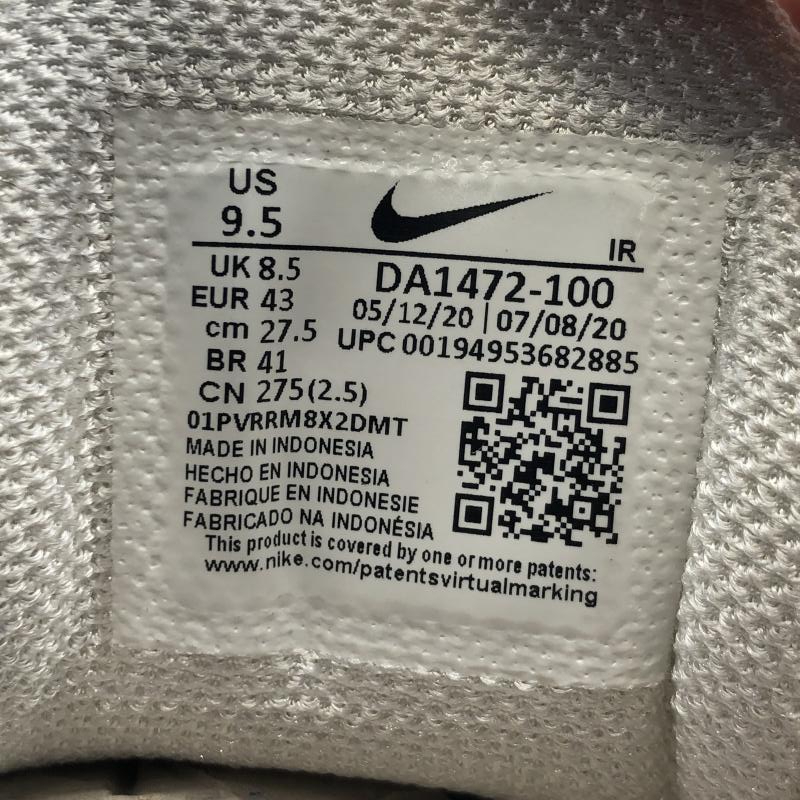 US
9.5
IR
UK 8.5
EUR 43
cm 27.5
BR 41
CN 275(2.5)
DA1472-100
05/12/20 | 07/08/20
UPC 00194953682885
01PVRRM8X2DMT
MADE IN INDONESIA
HECHO EN INDONESIA
FABRIQUE EN INDONESIE
FABRICADO NA INDONÉSIA
This product is covered by one or more patents:
www.nike.com/patentsvirtualmarking